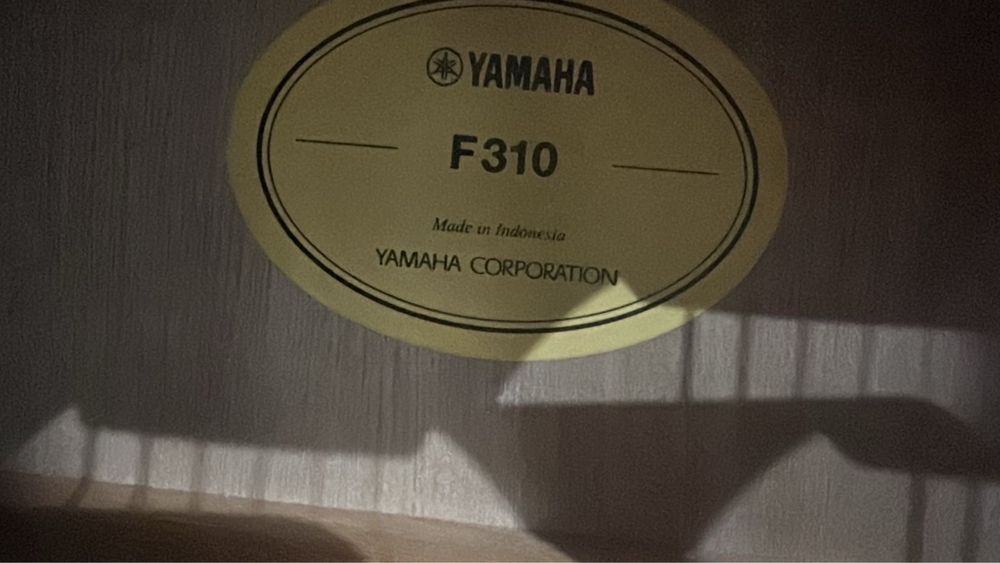 YAMAHA
F310
Made in Indonesia
YAMAHA CORPORATION